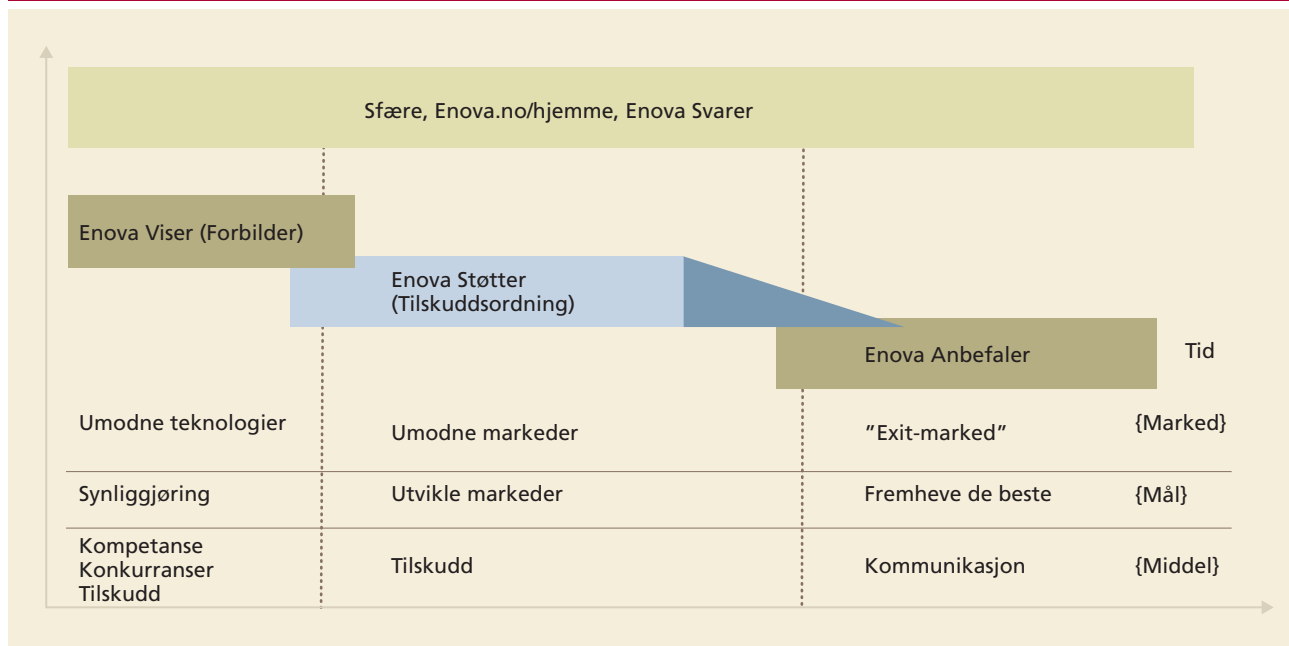 Sfære, Enova.no/hjemme, Enova Svarer
Enova Viser (Forbilder)
Enova Støtter
(Tilskuddsordning)
Enova Anbefaler
Tid
Umodne teknologier
Umodne markeder
”Exit-marked”
{Marked}
Synliggjøring
Utvikle markeder
Fremheve de beste
{Mål}
Kompetanse
Konkurranser
Tilskudd
Tilskudd
Kommunikasjon
{Middel}